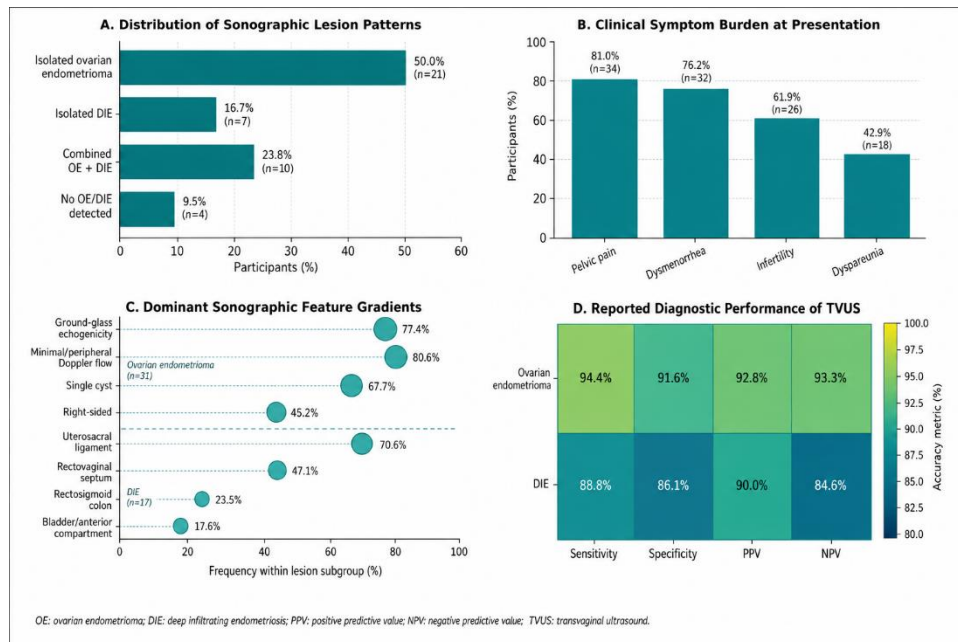 A. Distribution of Sonographic Lesion Patterns
Isolated ovarian
endometrioma
50.0%
(n=21)
Isolated DIE
16.7%
(n=7)
Combined
OE + DIE
23.8%
(n=10)
No OE/DIE
detected
9.5%
(n=4)
0 10 20 30 40 50 60
Participants (%)
B. Clinical Symptom Burden at Presentation
Participants (%)
100
80
60
40
20
0
81.0%
(n=34)
76.2%
(n=32)
61.9%
(n=26)
42.9%
(n=18)
Pelvic pain
Dysmenorrhea
Infertility
Dyspareunia
C. Dominant Sonographic Feature Gradients
Ground-glass
echogenicity
77.4%
Minimal/peripheral
Doppler flow
80.6%
Ovarian endometrioma
(n=31)
Single cyst
67.7%
Right-sided
45.2%
Uterosacral
ligament
70.6%
Rectovaginal
septum
47.1%
DIE
(n=17)
Rectosigmoid
colon
23.5%
Bladder/anterior
compartment
17.6%
0 20 40 60 80 100
Frequency within lesion subgroup (%)
D. Reported Diagnostic Performance of TVUS
Ovarian
endometrioma
94.4% 91.6% 92.8% 93.3%
DIE
88.8% 86.1% 90.0% 84.6%
Sensitivity Specificity PPV NPV
100.0
97.5
95.0
92.5
90.0
87.5
85.0
82.5
80.0
Accuracy metric (%)
OE: ovarian endometrioma; DIE: deep infiltrating endometriosis; PPV: positive predictive value; NPV: negative predictive value; TVUS: transvaginal ultrasound.